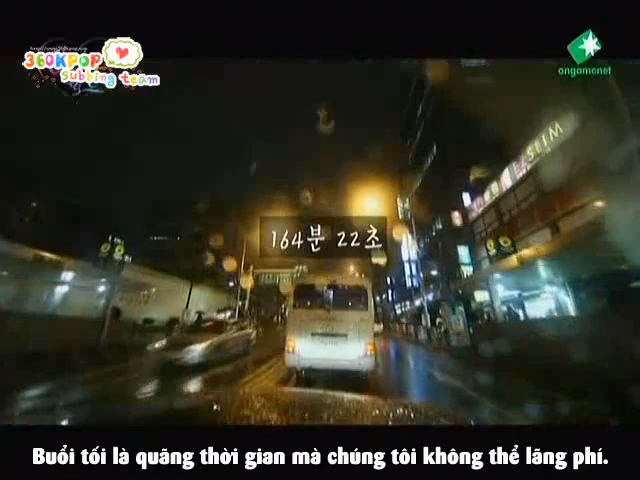 360KPOP
subbing team
ongamenet
164분 22초
Buổi tối là quãng thời gian mà chúng tôi không thể lãng phí.